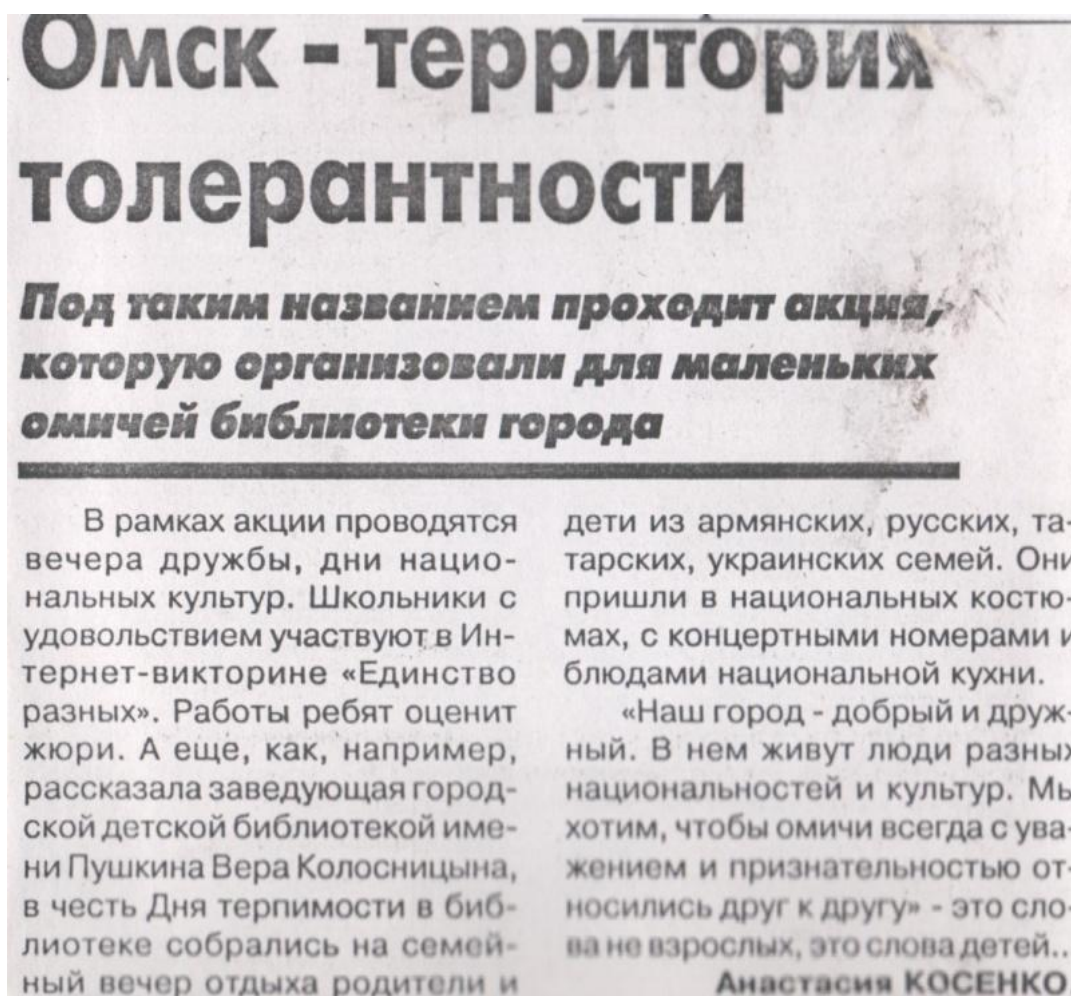 Омск - территория
толерантности
Под таким названием проходит акция,
которую организовали для маленьких
омичей библиотеки города
В рамках акции проводятся
вечера дружбы, дни нацио-
нальных культур. Школьники с
удовольствием участвуют в Ин-
тернет-викторине «Единство
разных». Работы ребят оценит
жюри. А еще, как, например,
рассказала заведующая город-
ской детской библиотекой име-
ни Пушкина Вера Колосницына,
в честь Дня терпимости в биб-
лиотеке собрались на семей-
ный вечер отдыха родители и
дети из армянских, русских, та-
тарских, украинских семей. Они
пришли в национальных костю-
мах, с концертными номерами и
блюдами национальной кухни.
«Наш город - добрый и друж-
ный. В нем живут люди разных
национальностей и культур. Мы
хотим, чтобы омичи всегда с ува-
жением и признательностью от-
носились друг к другу» - это сло-
ва не взрослых, это слова детей...
Анастасия КОСЕНКО